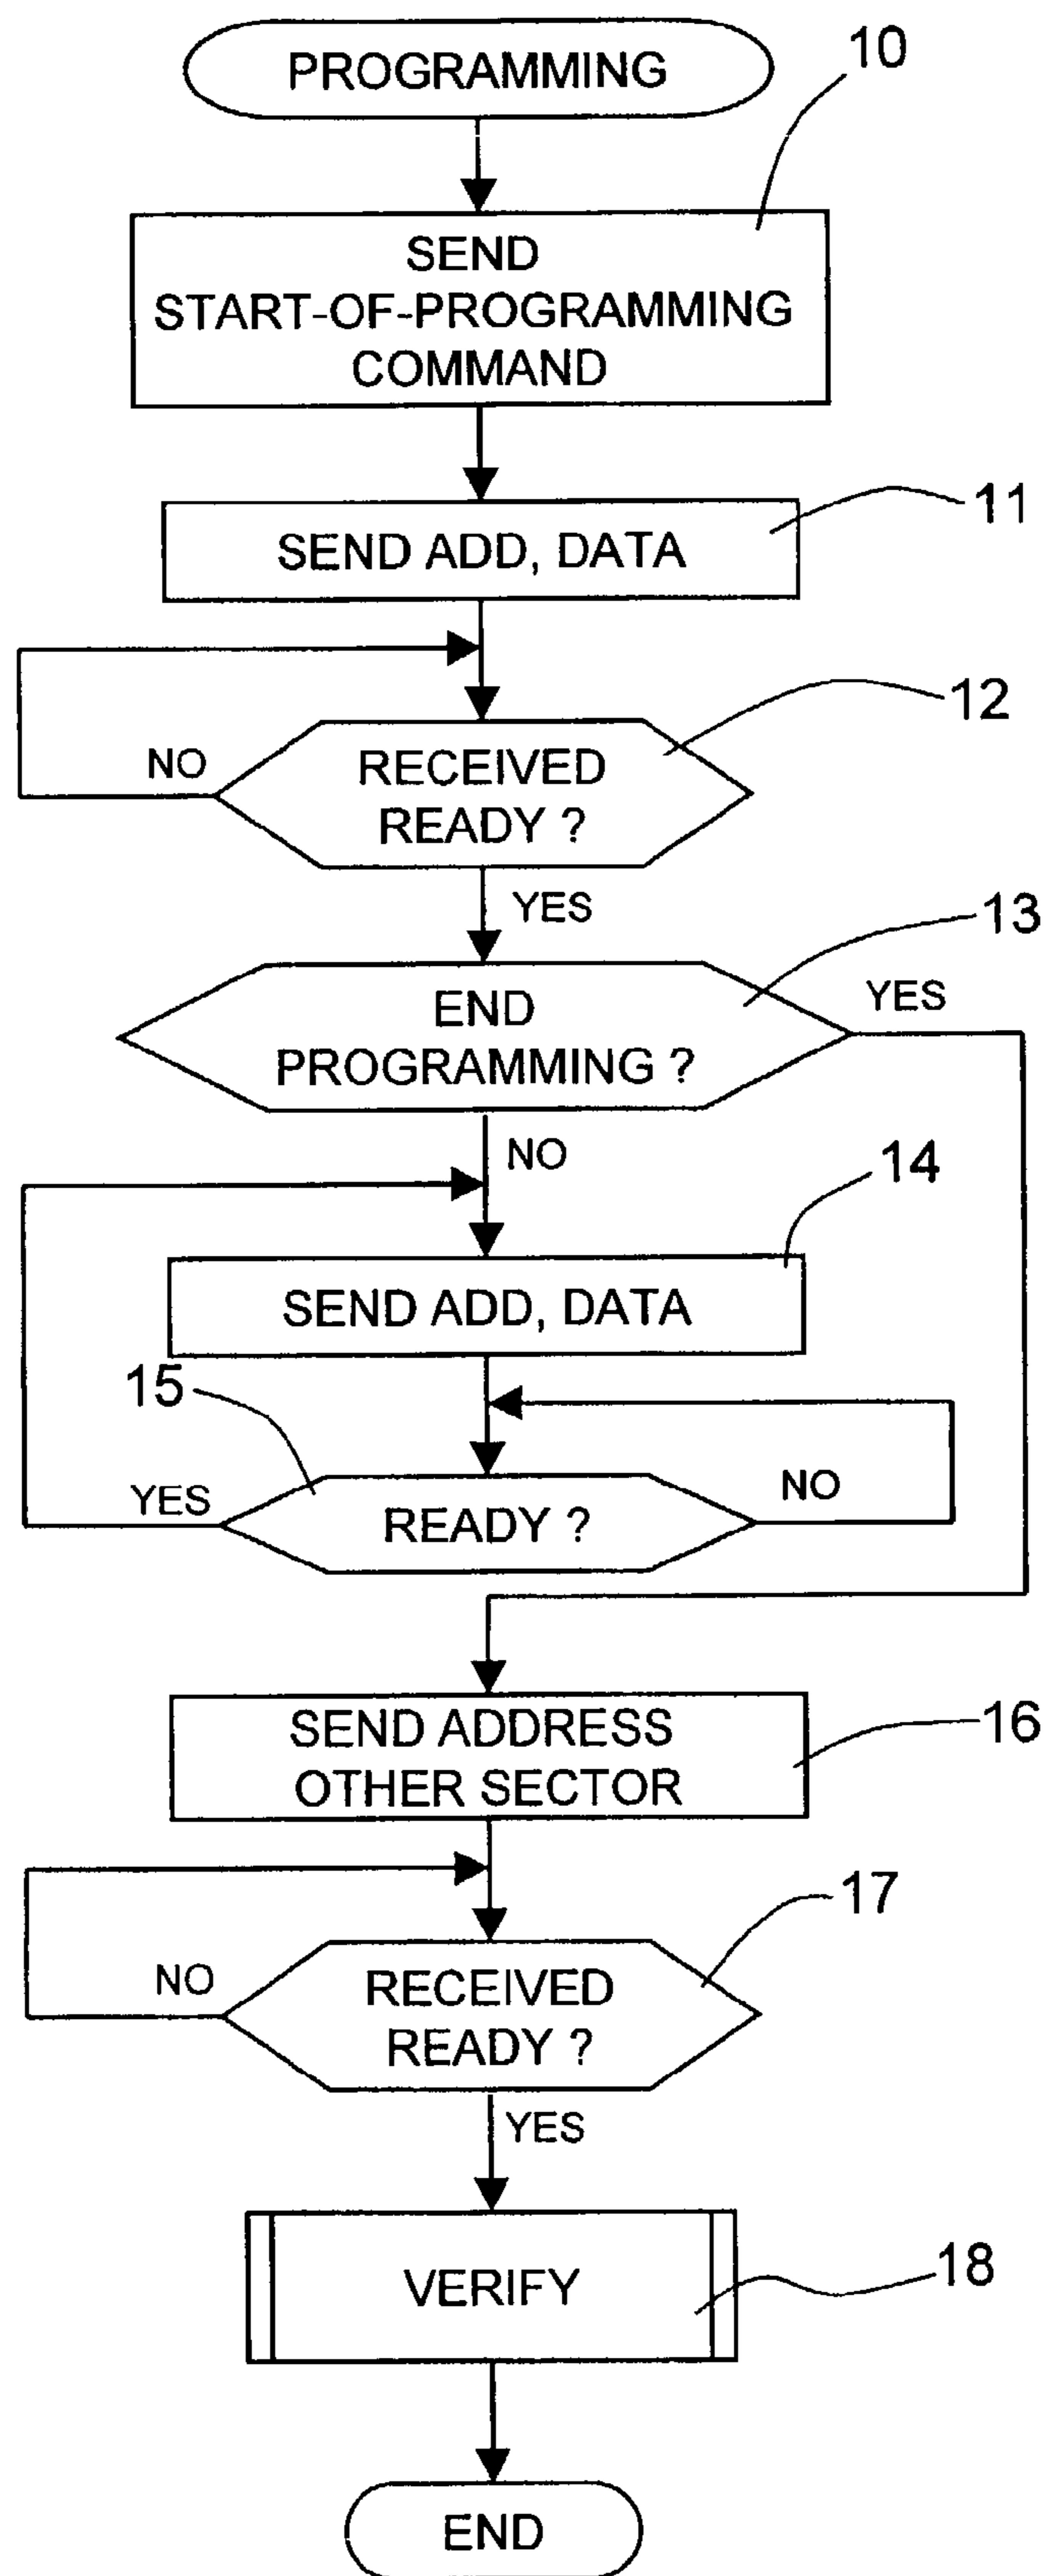 PROGRAMMING
10
SEND
START-OF-PROGRAMMING
COMMAND
11
SEND ADD, DATA
12
NO
RECEIVED
READY ?
YES
13
END
PROGRAMMING ?
YES
NO
14
SEND ADD, DATA
15
YES
READY ?
NO
SEND ADDRESS
OTHER SECTOR
16
17
NO
RECEIVED
READY ?
YES
VERIFY
18
END